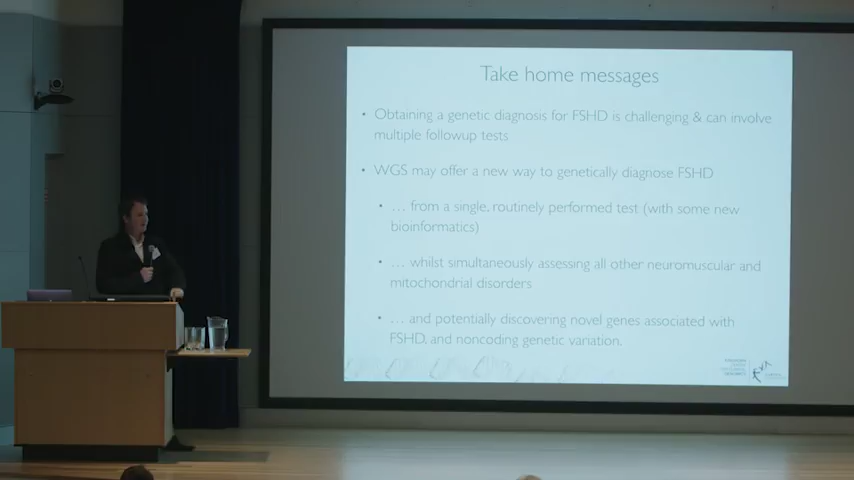 Take home messages
• Obtaining a genetic diagnosis for FSHD is challenging & can involve
multiple followup tests
• WGS may offer a new way to genetically diagnose FSHD
• ... from a single, routinely performed test (with some new
bioinformatics)
• ... whilst simultaneously assessing all other neuromuscular and
mitochondrial disorders
• ... and potentially discovering novel genes associated with
FSHD, and noncoding genetic variation.